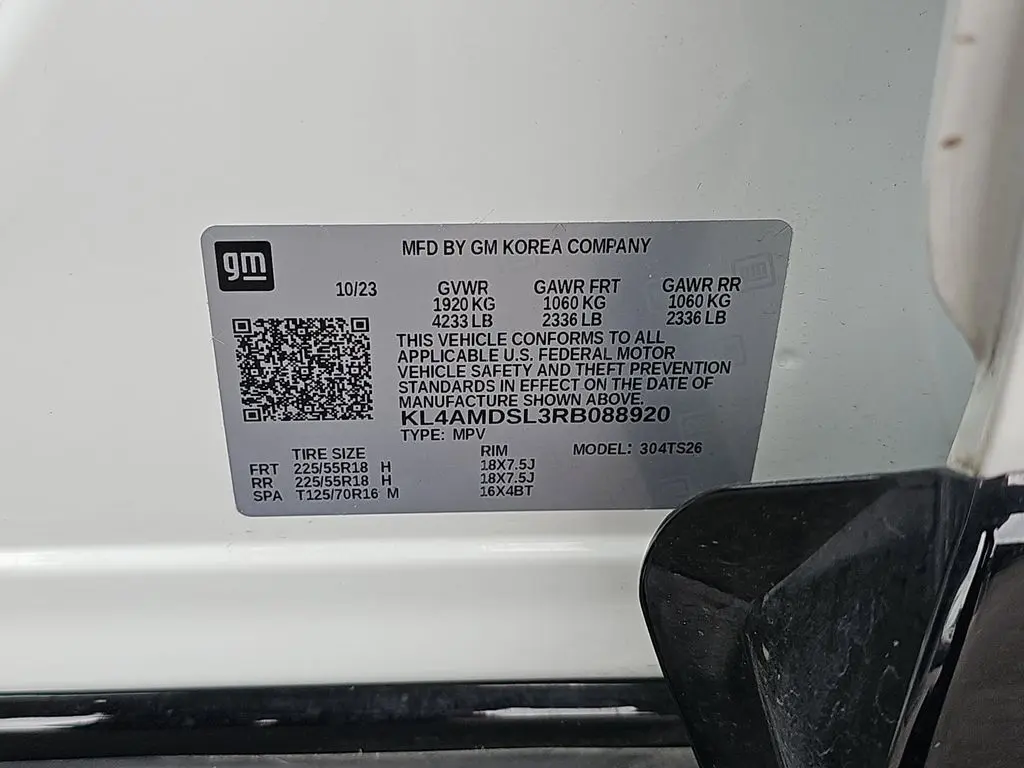 gm
MFD BY GM KOREA COMPANY
10/23 GVWR GAWR FRT GAWR RR
1920 KG 1060 KG 1060 KG
4233 LB 2336 LB 2336 LB
THIS VEHICLE CONFORMS TO ALL
APPLICABLE U.S. FEDERAL MOTOR
VEHICLE SAFETY AND THEFT PREVENTION
STANDARDS IN EFFECT ON THE DATE OF
MANUFACTURE SHOWN ABOVE.
KL4AMDSL3RB088920
TYPE: MPV
TIRE SIZE RIM MODEL: 304TS26
FRT 225/55R18 H 18X7.5J
RR 225/55R18 H 18X7.5J
SPA T125/70R16 M 16X4BT